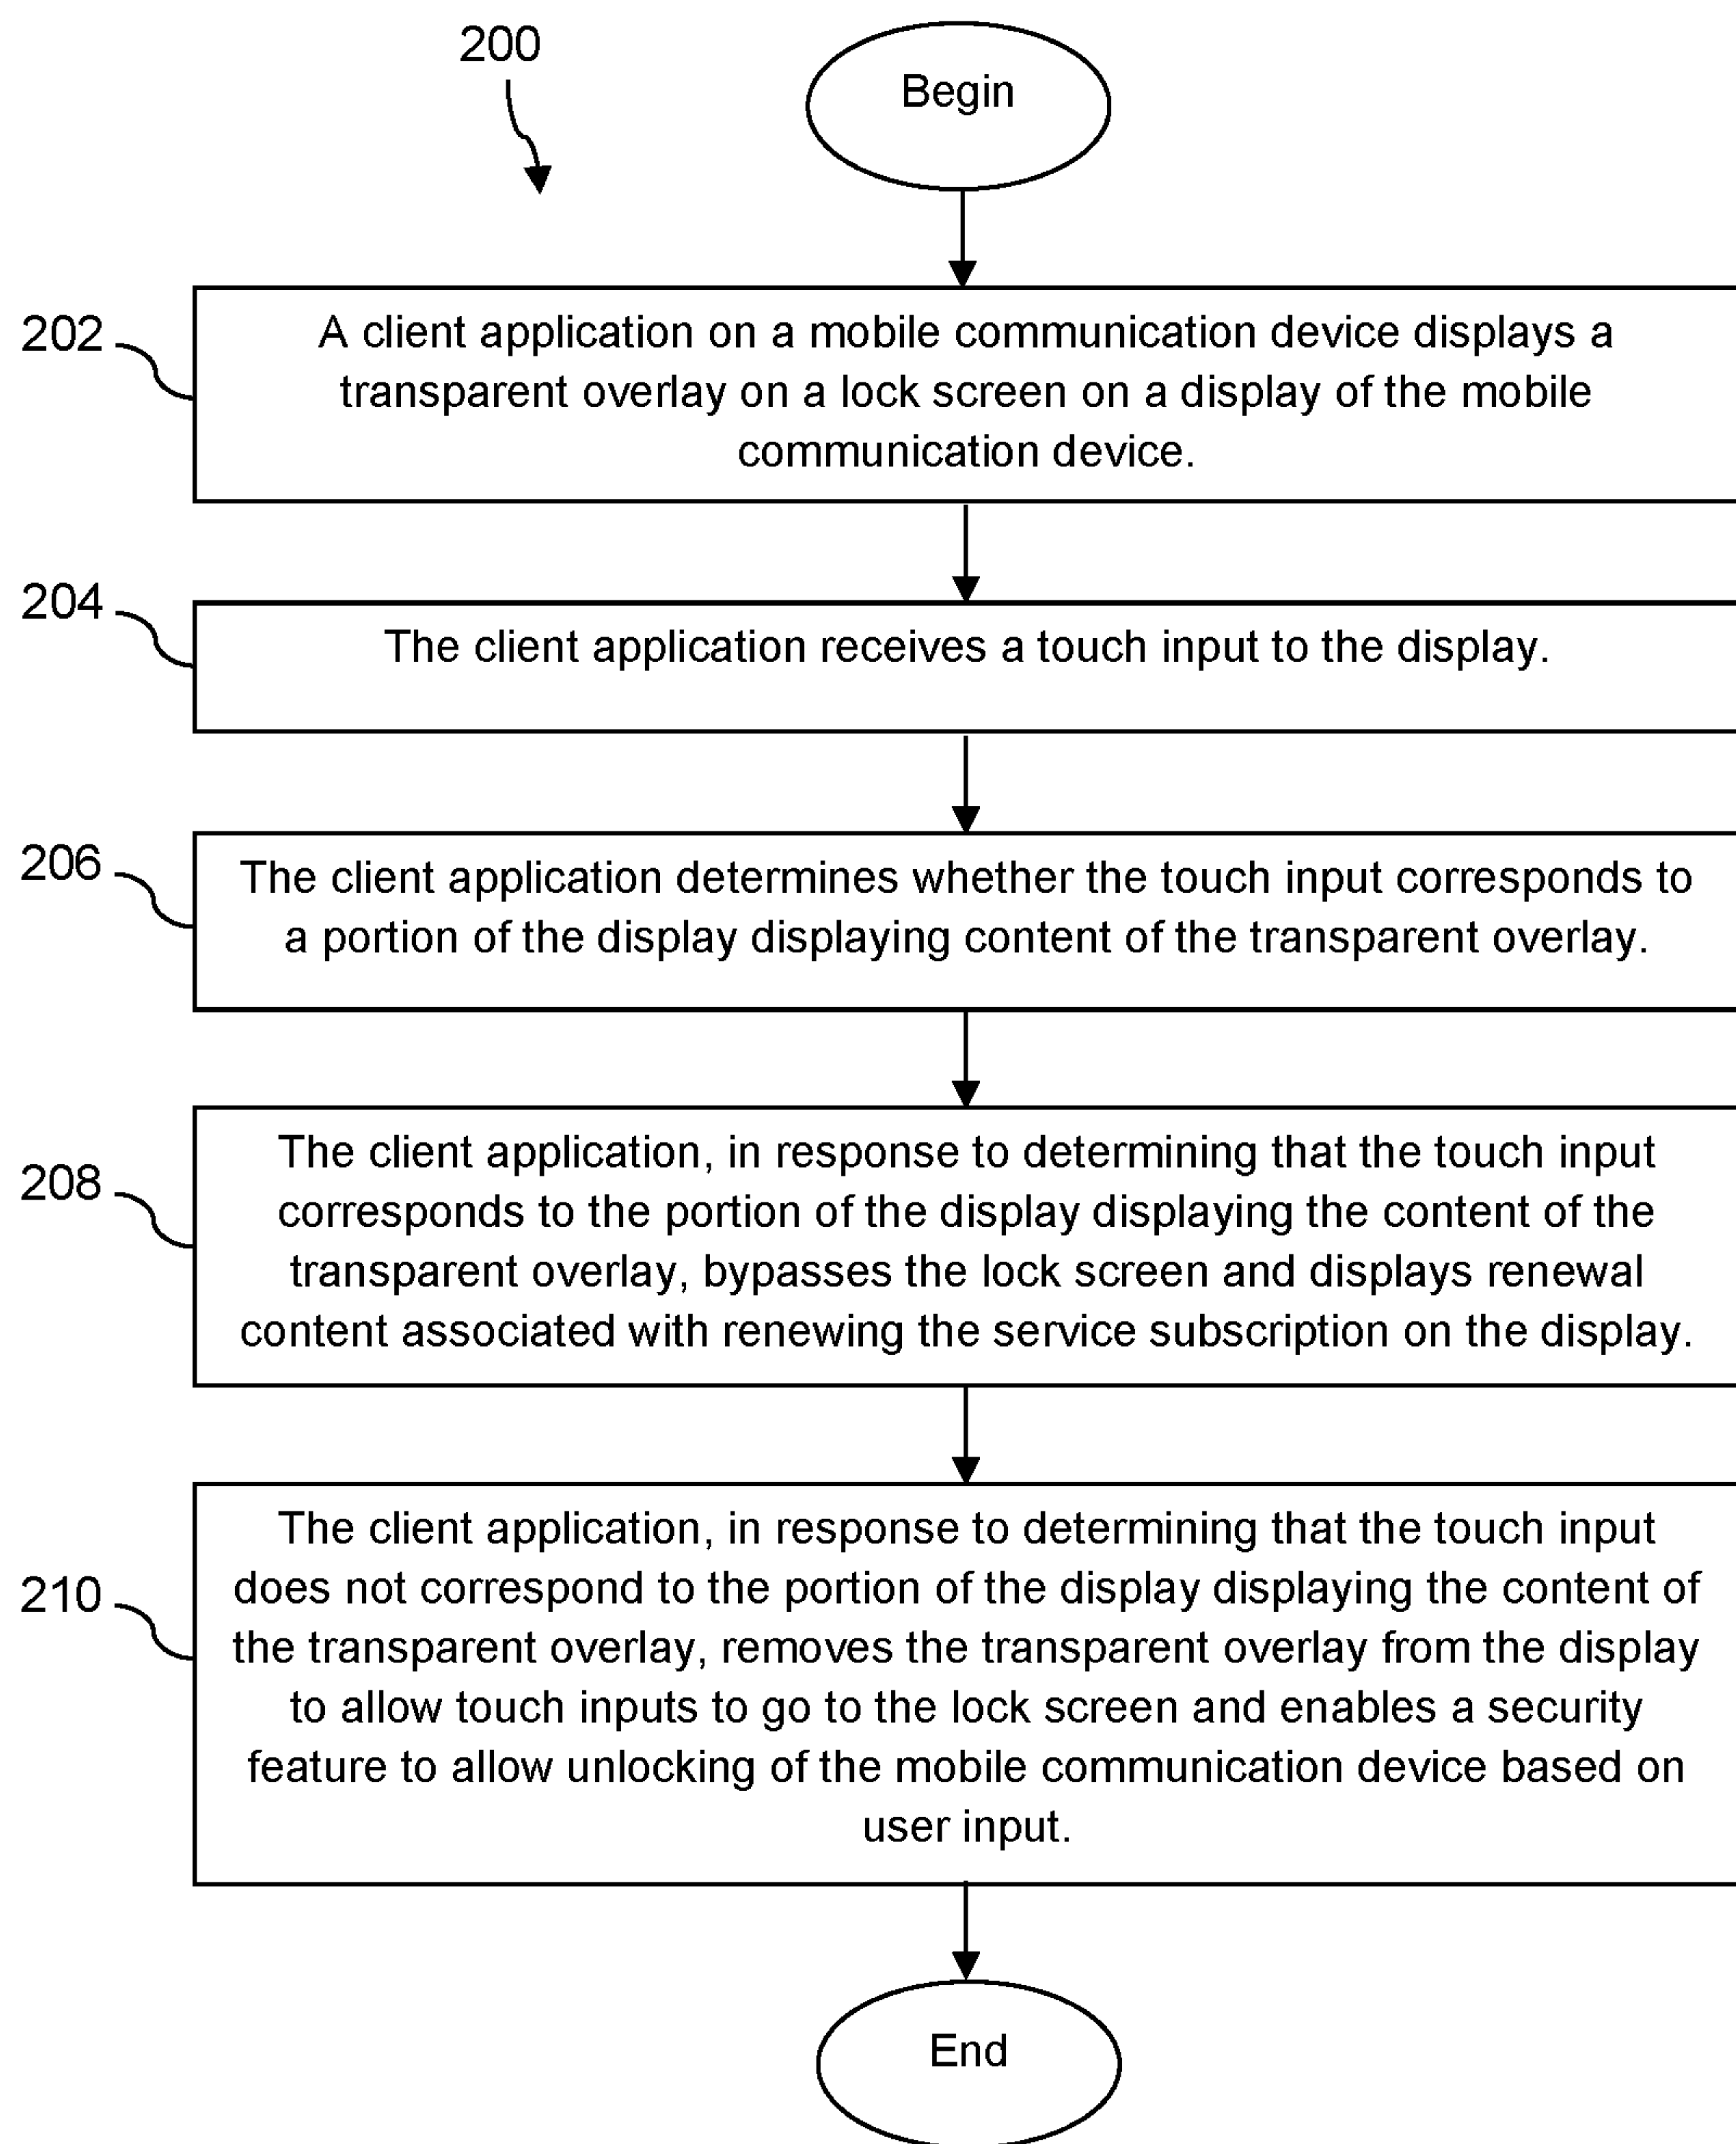 200
Begin
202
A client application on a mobile communication device displays a
transparent overlay on a lock screen on a display of the mobile
communication device.
204
The client application receives a touch input to the display.
206
The client application determines whether the touch input corresponds to
a portion of the display displaying content of the transparent overlay.
208
The client application, in response to determining that the touch input
corresponds to the portion of the display displaying the content of the
transparent overlay, bypasses the lock screen and displays renewal
content associated with renewing the service subscription on the display.
210
The client application, in response to determining that the touch input
does not correspond to the portion of the display displaying the content of
the transparent overlay, removes the transparent overlay from the display
to allow touch inputs to go to the lock screen and enables a security
feature to allow unlocking of the mobile communication device based on
user input.
End